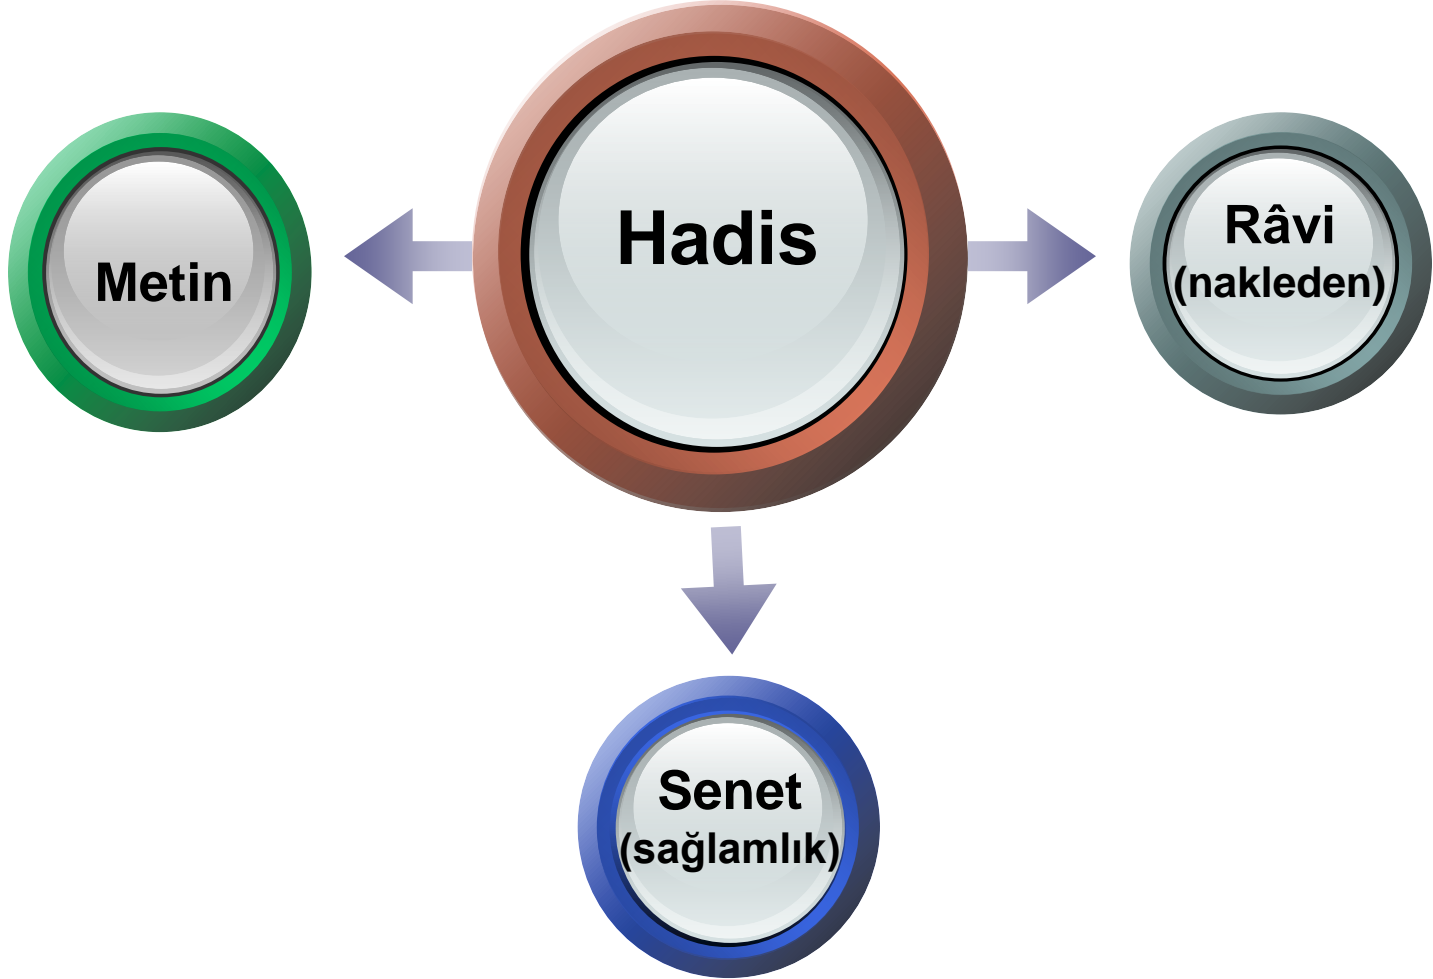 Hadis
Metin
Râvi
(nakleden)
Senet
(sağlamlık)